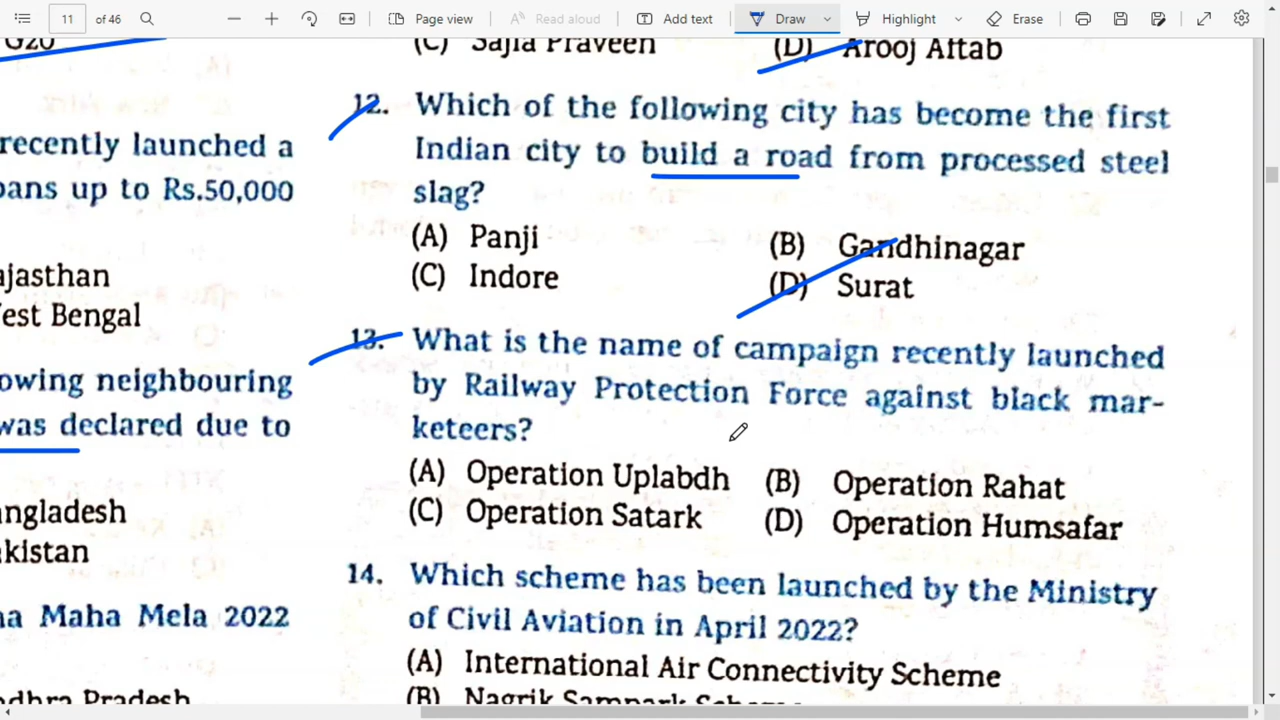 11 of 46
Page view
Read aloud
Add text
Draw
Highlight
Erase
G20
recently launched a
up to Rs.50,000
ajasthan
est Bengal
owing neighbouring
was declared due to
angladesh
akistan
Maha Mela 2022
Pradesh
(C) Sajia Praveen
(D) Arooj Aftab
12. Which of the following city has become the first
Indian city to build a road from processed steel
slag?
(A) Panji
(B) Gandhinagar
(C) Indore
(D) Surat
13. What is the name of campaign recently launched
by Railway Protection Force against black mar-
keteers?
(A) Operation Uplabdh
(B) Operation Rahat
(C) Operation Satark
(D) Operation Humsafar
14. Which scheme has been launched by the Ministry
of Civil Aviation in April 2022?
(A) International Air Connectivity Scheme
(B) Nagrik Sampark